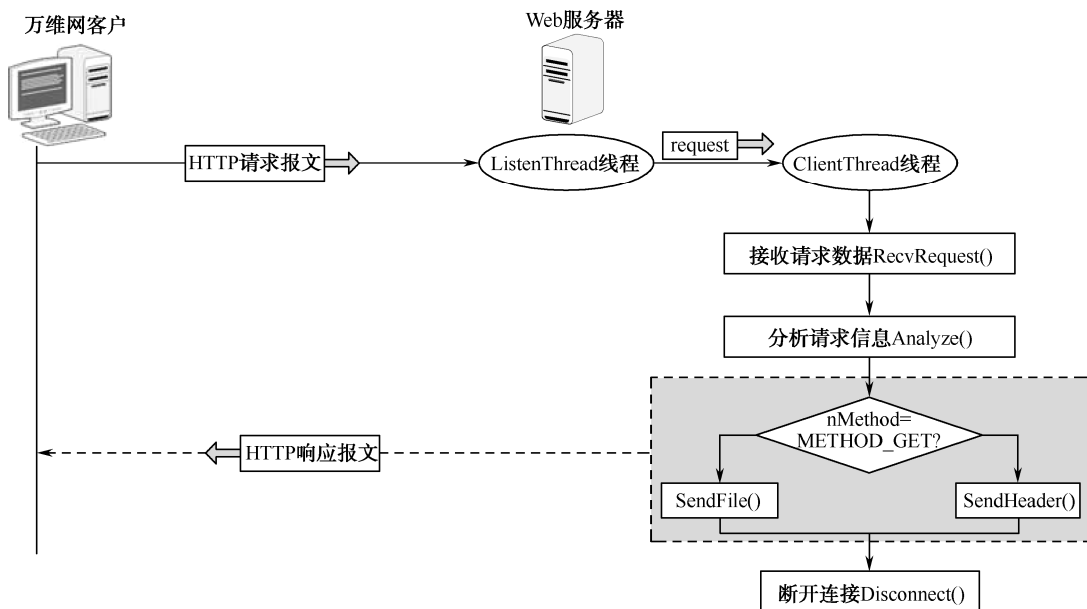 万维网客户
Web服务器
HTTP请求报文
ListenThread线程
request
ClientThread线程
接收请求数据RecvRequest()
分析请求信息Analyze()
nMethod=
METHOD_GET?
HTTP响应报文
SendFile()
SendHeader()
断开连接Disconnect()